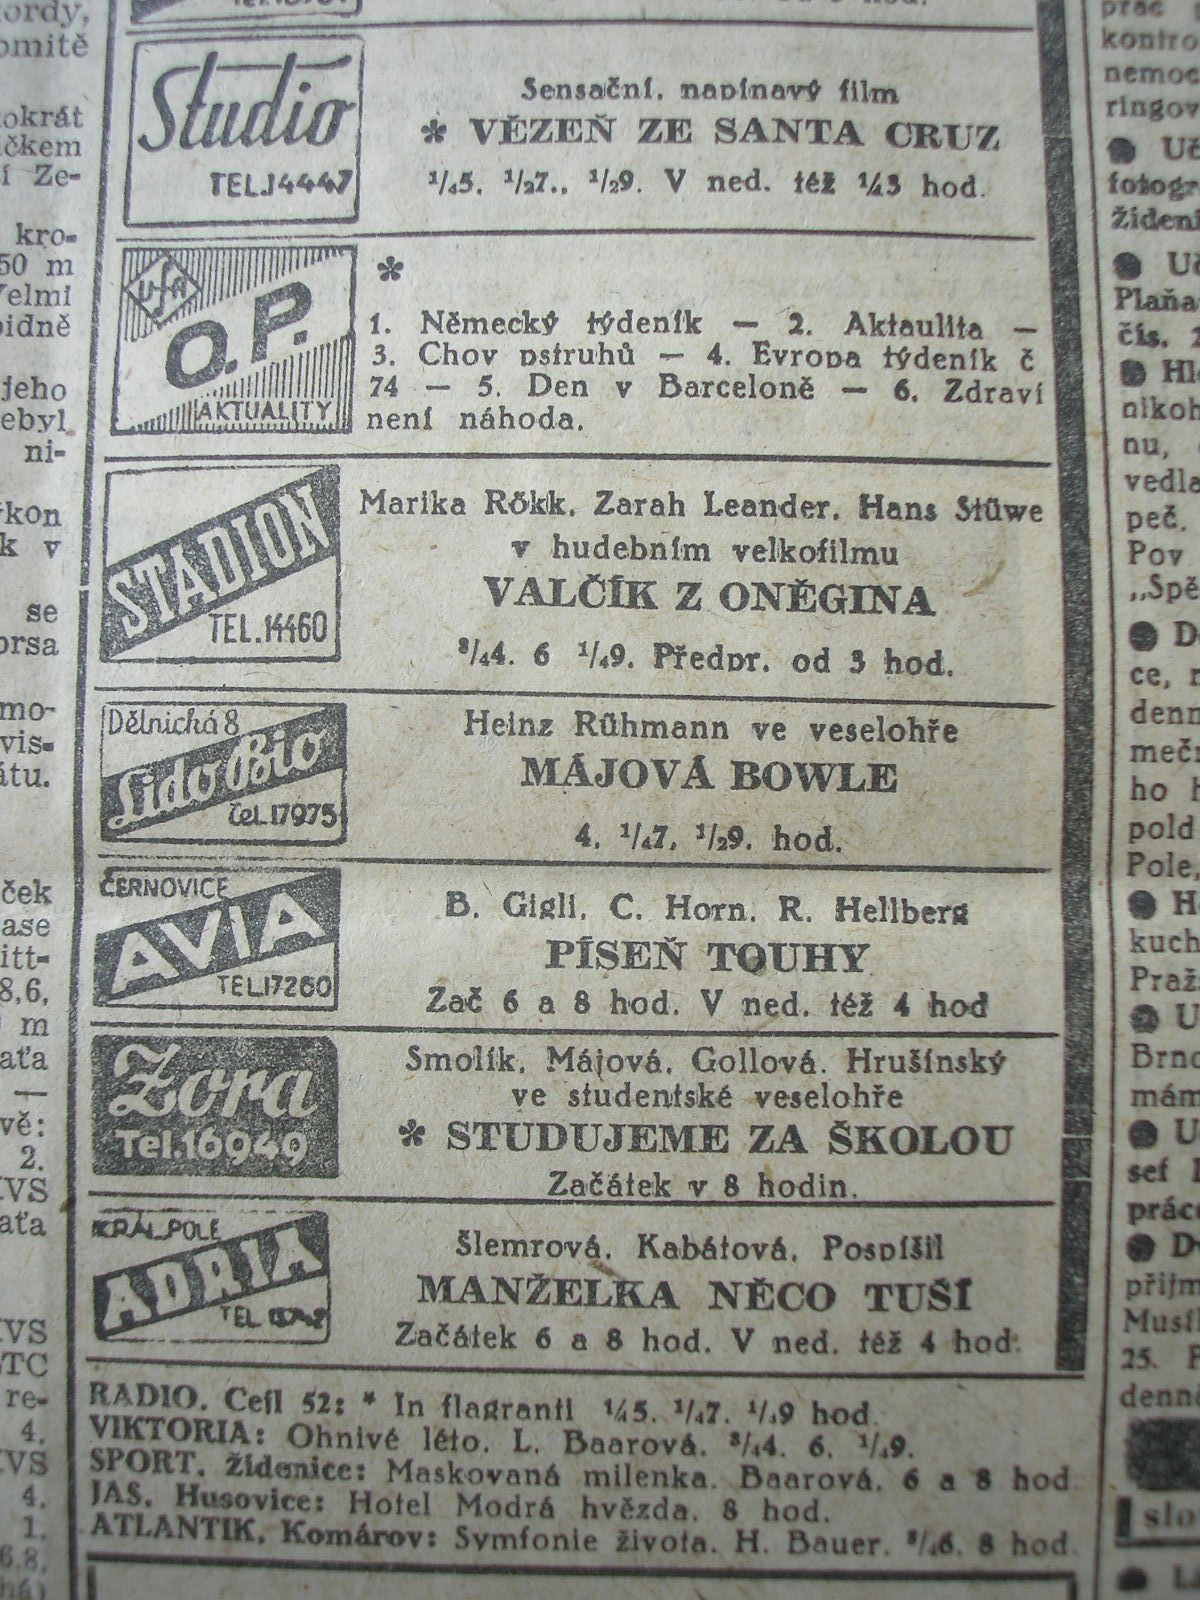 Studio
TEL.14447
Sensační, napínavý film
* VĚZEŇ ZE SANTA CRUZ
¼5. ½7., ½9. V ned. též ¼3 hod.
Ufa
O.P.
AKTUALITY
*
1. Německý týdeník — 2. Aktaulita —
3. Chov pstruhů — 4. Evropa týdeník č
74 — 5. Den v Barceloně — 6. Zdraví
není náhoda.
STADION
TEL.14460
Marika Rökk, Zarah Leander, Hans Stüwe
v hudebním velkofilmu
VALČÍK Z ONĚGINA
¾4. 6 ¼9. Předpr. od 3 hod.
Dělnická 8
Lido Bio
tel.17975
Heinz Rühmann ve veselohře
MÁJOVÁ BOWLE
4, ¼7, ½9. hod.
ČERNOVICE
AVIA
TEL.17260
B. Gigli, C. Horn, R. Hellberg
PÍSEŇ TOUHY
Zač 6 a 8 hod. V ned. též 4 hod
Zora
Tel.16949
Smolík, Májová, Gollová, Hrušínský
ve studentské veselohře
* STUDUJEME ZA ŠKOLOU
Začátek v 8 hodin.
KRÁL.POLE
ADRIA
TEL
Šlemrová, Kabátová, Pospíšil
MANŽELKA NĚCO TUŠÍ
Začátek 6 a 8 hod. V ned. též 4 hod.
RADIO, Cejl 52: * In flagranti ¼5. ¼7. ¼9 hod.
VIKTORIA: Ohnivé léto. L. Baarová. ¾4. 6. ¼9.
SPORT, Židenice: Maskovaná milenka. Baarová. 6 a 8 hod
JAS, Husovice: Hotel Modrá hvězda. 8 hod.
ATLANTIK, Komárov: Symfonie života. H. Bauer. ¾6. 8 hod.